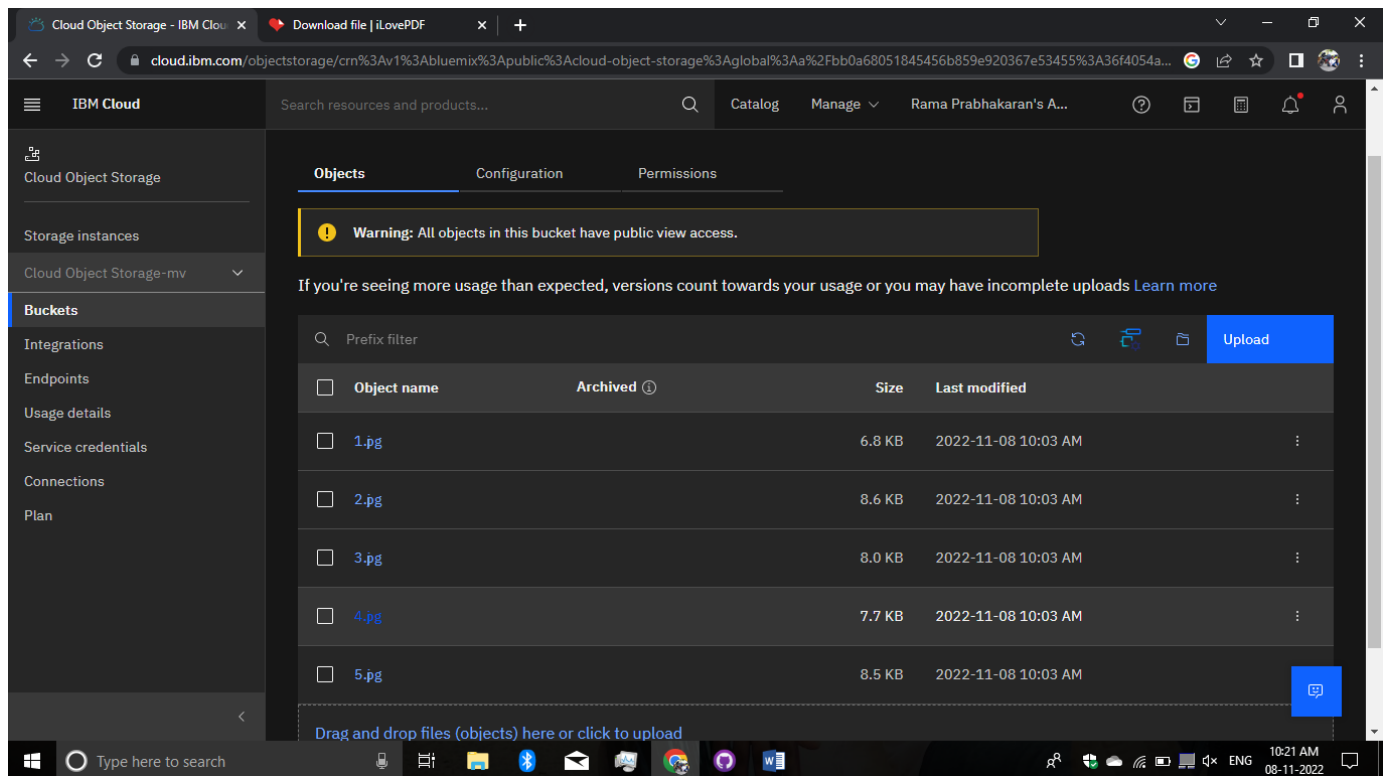 Cloud Object Storage - IBM Clou
Download file | iLovePDF
cloud.ibm.com/objectstorage/crn%3Av1%3Abluemix%3Apublic%3Acloud-object-storage%3Aglobal%3Aa%2Fbb0a68051845456b859e920367e53455%3A36f4054a...
IBM Cloud
Search resources and products...
Catalog
Manage
Rama Prabhakaran's A...
Cloud Object Storage
Storage instances
Cloud Object Storage-mv
Buckets
Integrations
Endpoints
Usage details
Service credentials
Connections
Plan
Objects Configuration Permissions
Warning: All objects in this bucket have public view access.
If you're seeing more usage than expected, versions count towards your usage or you may have incomplete uploads Learn more
Prefix filter
Upload
Object name Archived Size Last modified
1.jpg 6.8 KB 2022-11-08 10:03 AM
2.jpg 8.6 KB 2022-11-08 10:03 AM
3.jpg 8.0 KB 2022-11-08 10:03 AM
4.jpg 7.7 KB 2022-11-08 10:03 AM
5.jpg 8.5 KB 2022-11-08 10:03 AM
Drag and drop files (objects) here or click to upload
Type here to search
ENG
10:21 AM
08-11-2022